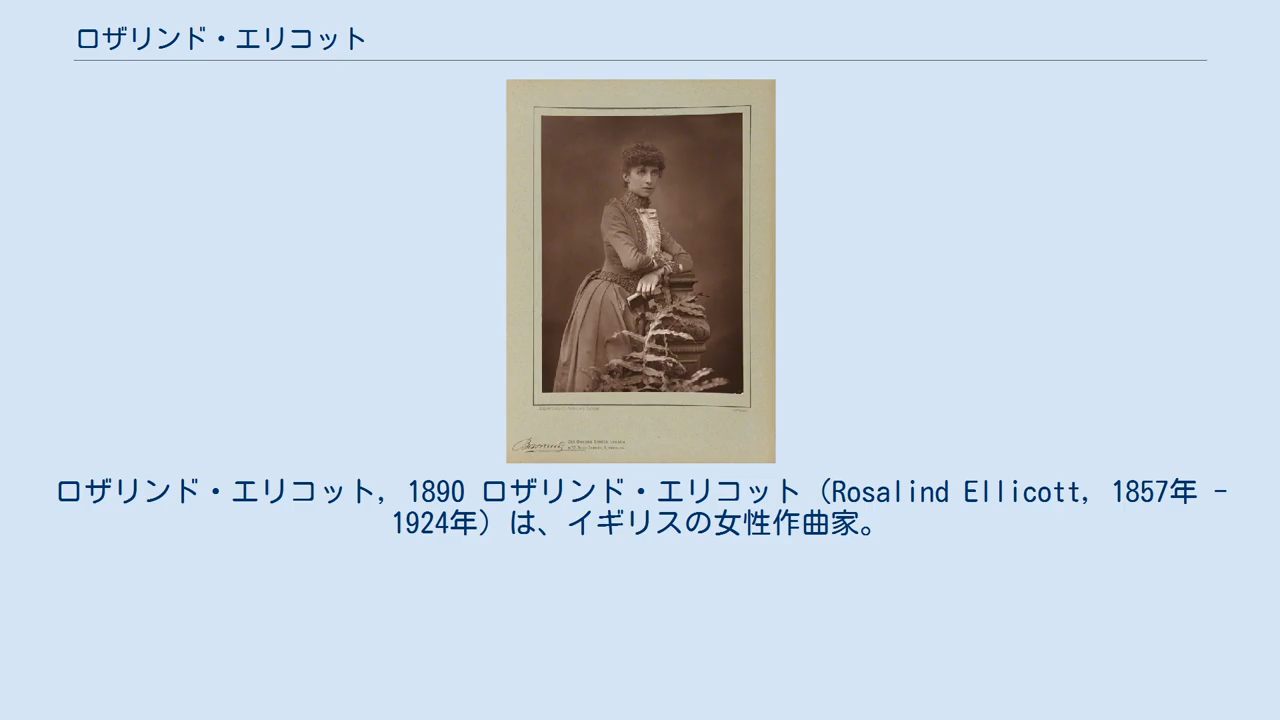 ロザリンド・エリコット
ロザリンド・エリコット, 1890 ロザリンド・エリコット（Rosalind Ellicott, 1857年 -
1924年）は、イギリスの女性作曲家。